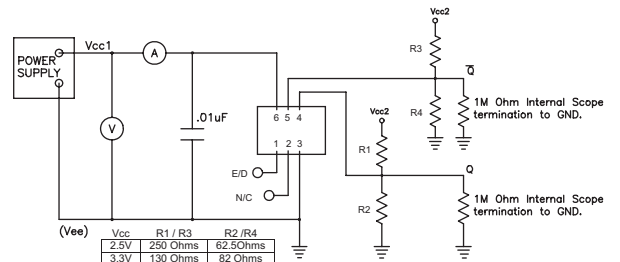 Vcc2
R3
Vcc1
A
POWER
SUPPLY
Q
1M Ohm Internal Scope
termination to GND.
R4
.01uF
Vcc2
6 5 4
V
1 2 3
R1
E/D
Q
N/C
R2
1M Ohm Internal Scope
termination to GND.
(Vee)
Vcc R1 / R3 R2 /R4
2.5V 250 Ohms 62.5Ohms
3.3V 130 Ohms 82 Ohms